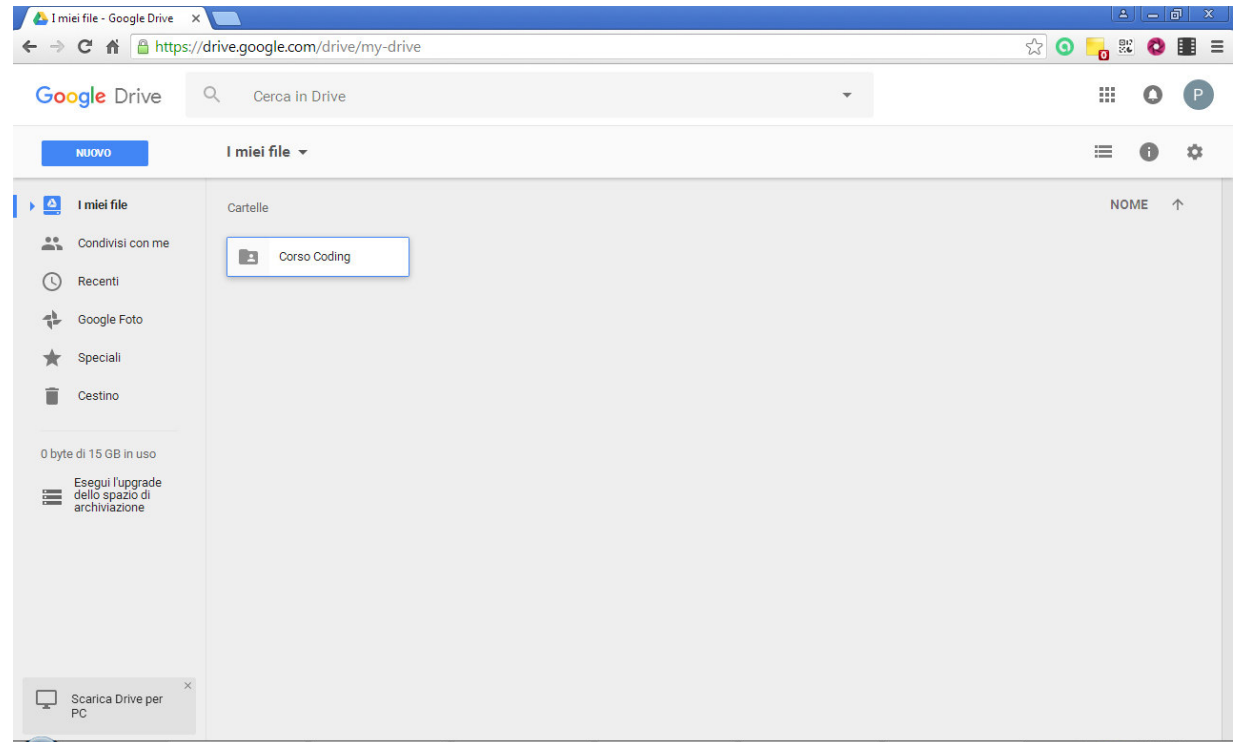 I miei file - Google Drive
https://drive.google.com/drive/my-drive
0
Google Drive
Cerca in Drive
P
NUOVO
I miei file
I miei file
Condivisi con me
Recenti
Google Foto
Speciali
Cestino
0 byte di 15 GB in uso
Esegui l'upgrade
dello spazio di
archiviazione
Scarica Drive per
PC
Cartelle
NOME
Corso Coding